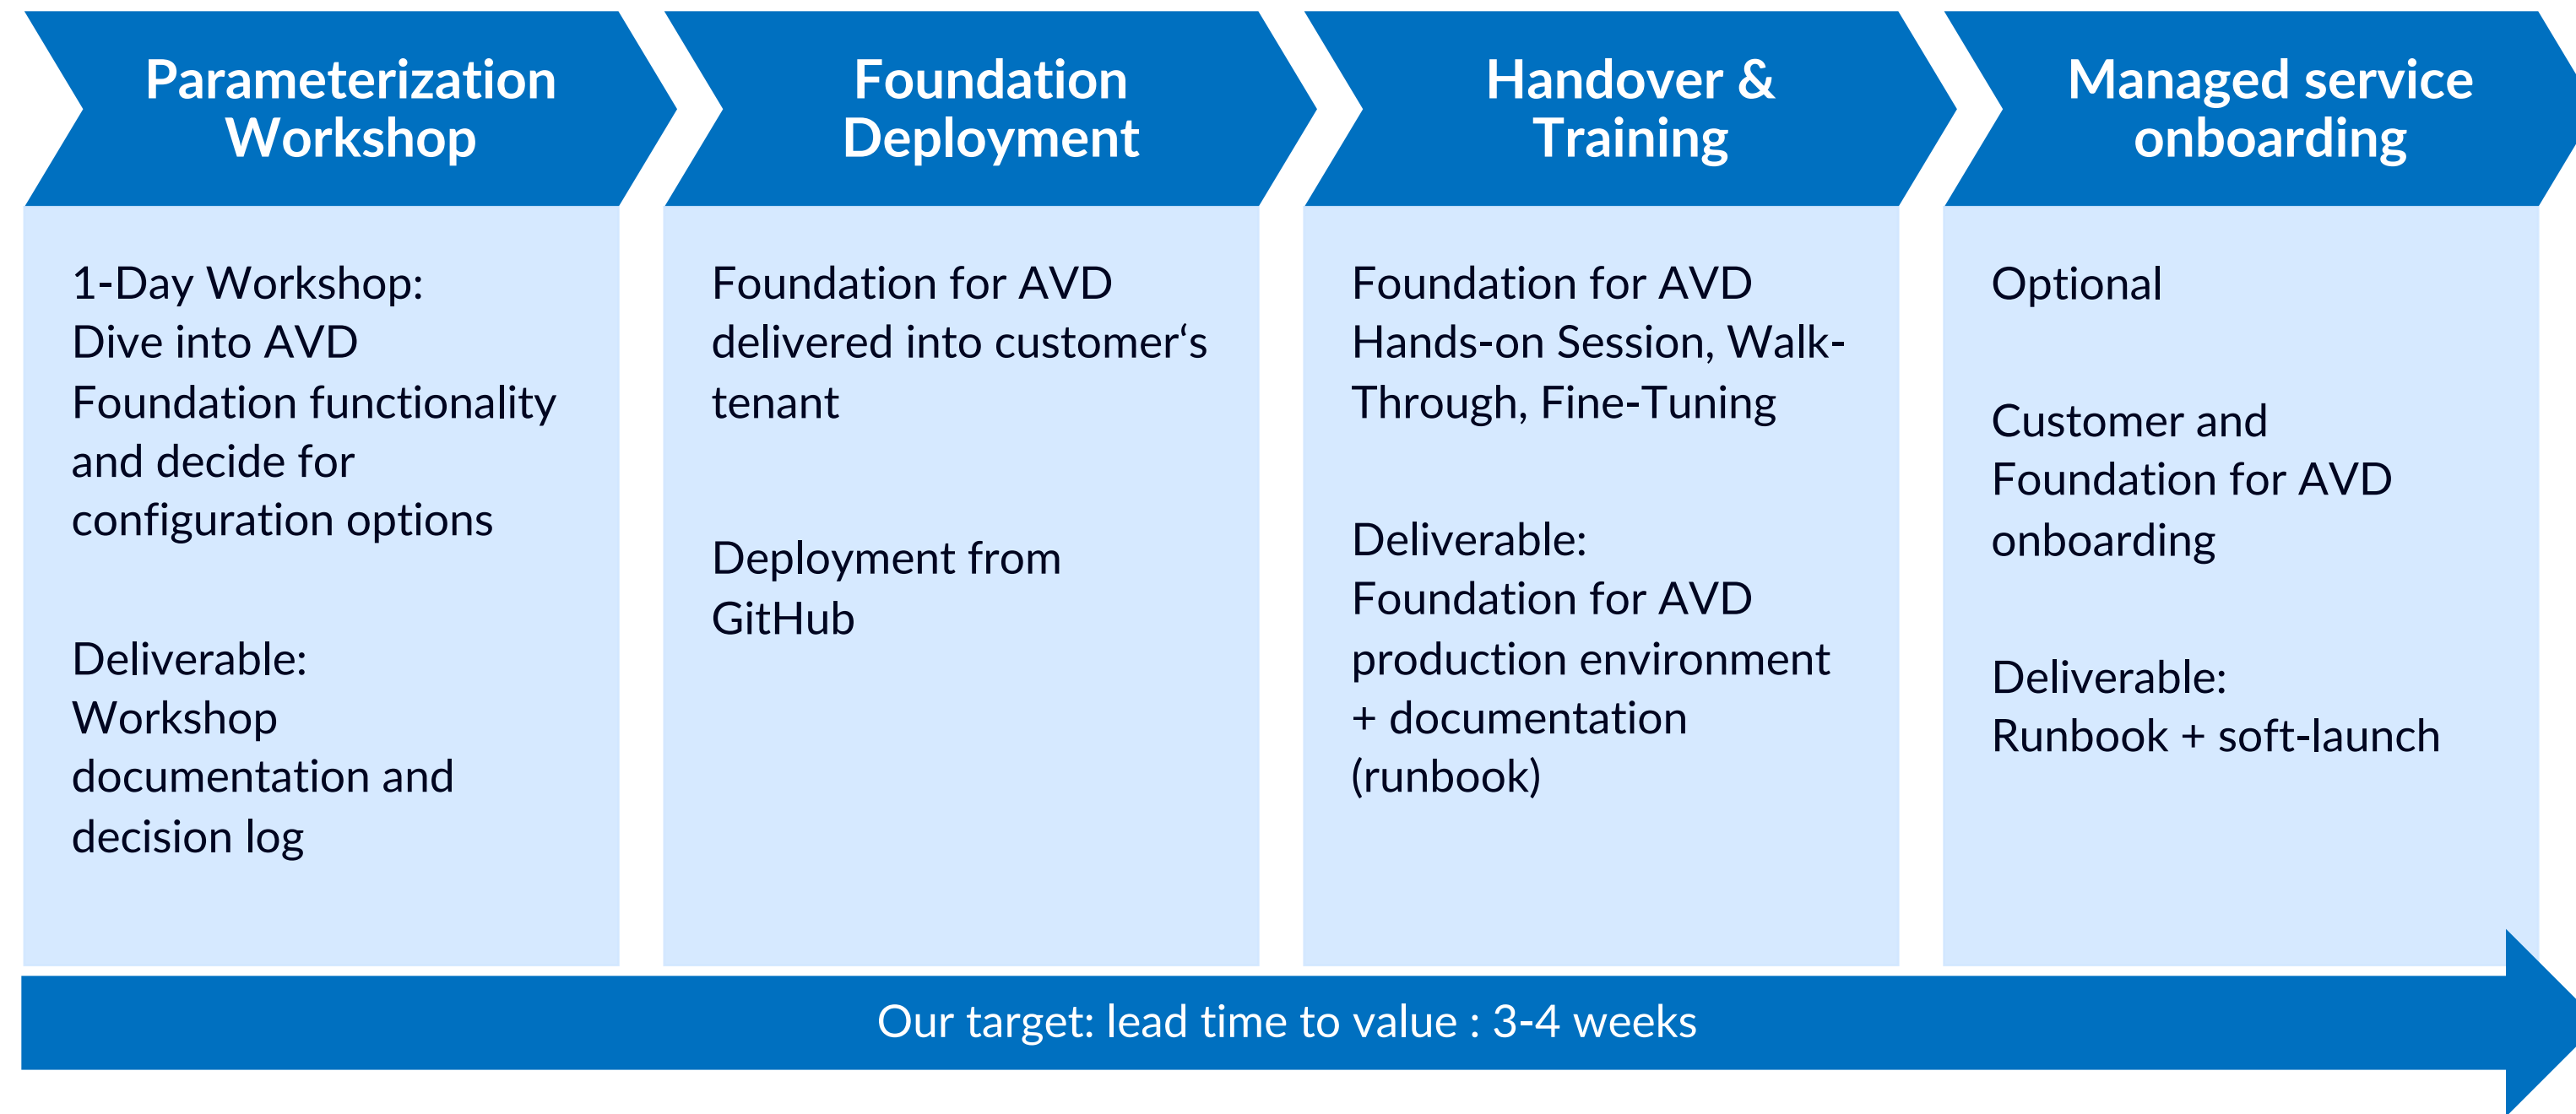 Parameterization
Workshop
1-Day Workshop:
Dive into AVD
Foundation functionality
and decide for
configuration options
Deliverable:
Workshop
documentation and
decision log
Foundation
Deployment
Foundation for AVD
delivered into customer‘s
tenant
Deployment from
GitHub
Handover &
Training
Foundation for AVD
Hands-on Session, Walk-
Through, Fine-Tuning
Deliverable:
Foundation for AVD
production environment
+ documentation
(runbook)
Managed service
onboarding
Optional
Customer and
Foundation for AVD
onboarding
Deliverable:
Runbook + soft-launch
Our target: lead time to value : 3-4 weeks